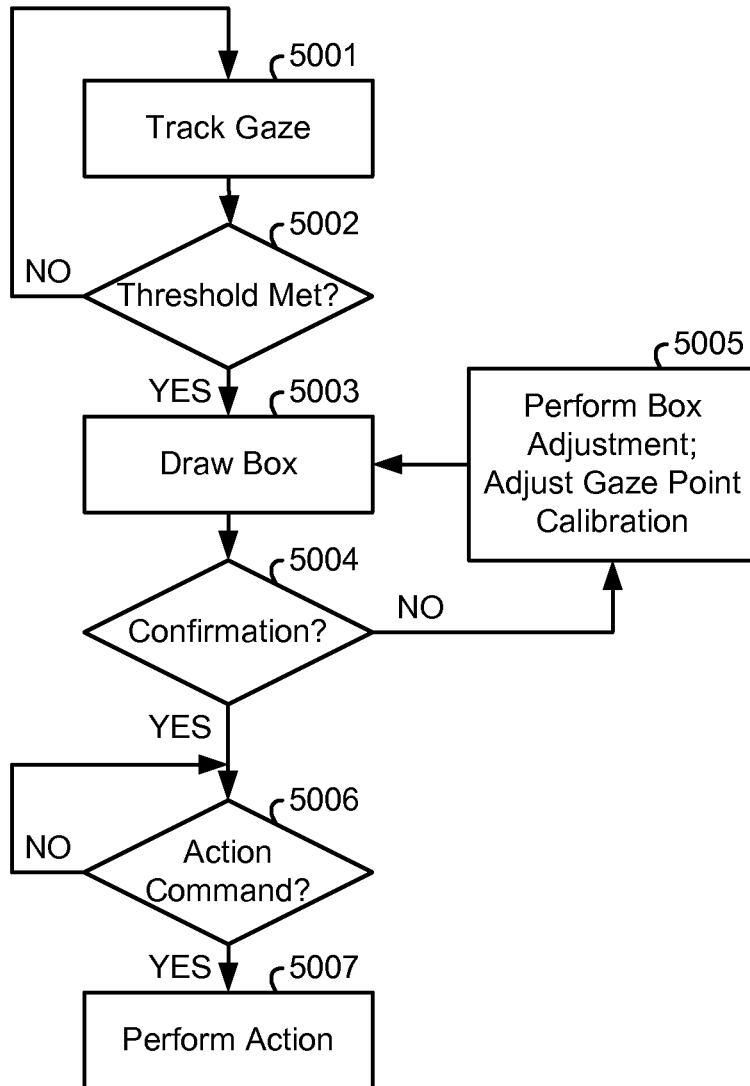 5001
Track Gaze
5002
NO
Threshold Met?
YES
5003
Draw Box
5005
Perform Box
Adjustment;
Adjust Gaze Point
Calibration
5004
NO
Confirmation?
YES
5006
NO
Action
Command?
YES
5007
Perform Action